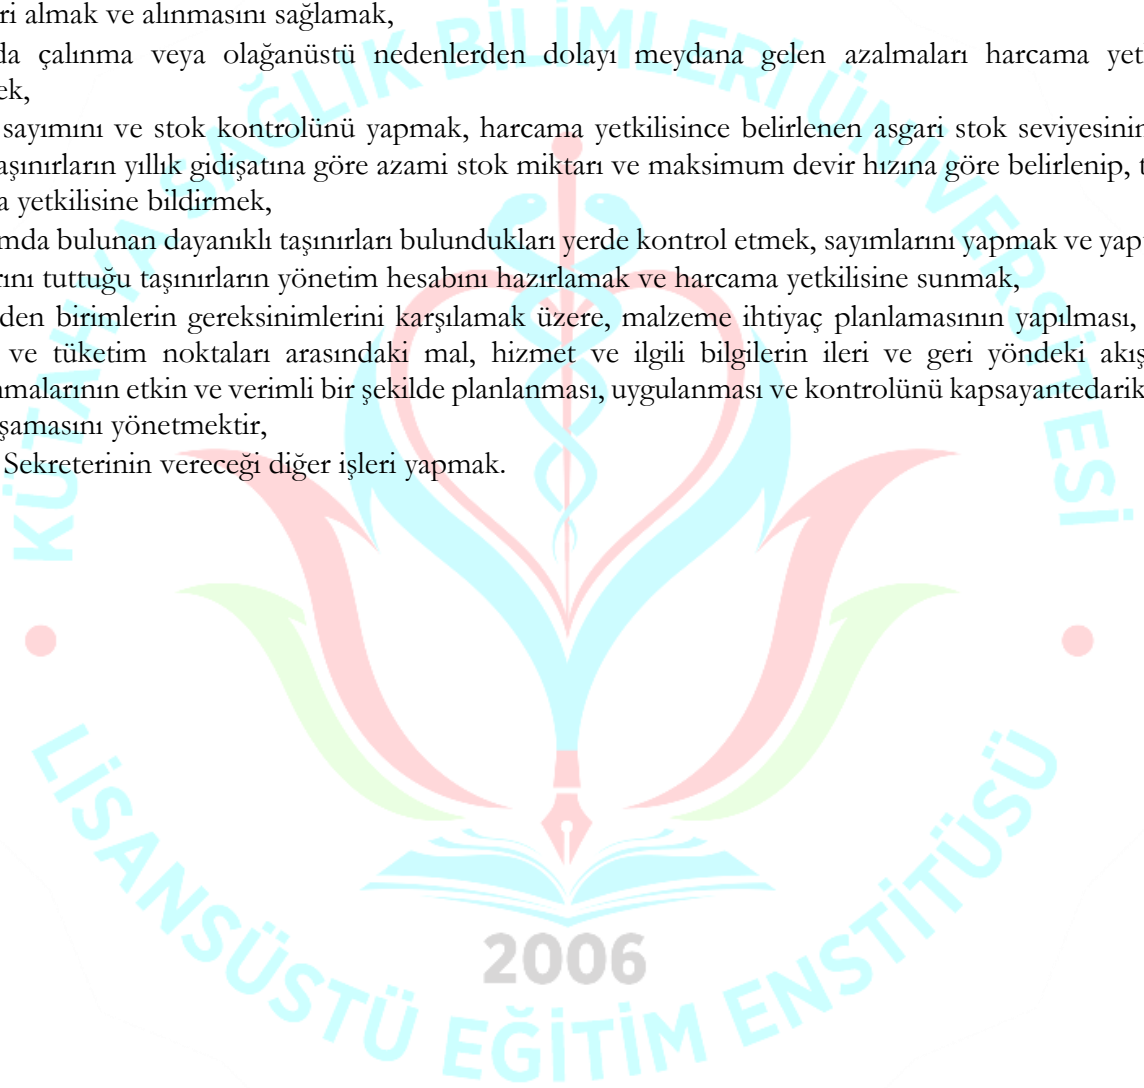 ri almak ve alınmasını sağlamak,
da çalınma veya olağanüstü nedenlerden dolayı meydana gelen azalmaları harcama yet
ek,
sayımını ve stok kontrolünü yapmak, harcama yetkilisince belirlenen asgari stok seviyesinin
aşınırların yıllık gidişatına göre azami stok miktarı ve maksimum devir hızına göre belirlenip, t
a yetkilisine bildirmek,
mda bulunan dayanıklı taşınırları bulundukları yerde kontrol etmek, sayımlarını yapmak ve yap
rını tuttuğu taşınırların yönetim hesabını hazırlamak ve harcama yetkilisine sunmak,
den birimlerin gereksinimlerini karşılamak üzere, malzeme ihtiyaç planlamasının yapılması,
ve tüketim noktaları arasındaki mal, hizmet ve ilgili bilgilerin ileri ve geri yöndeki akış
nmalarının etkin ve verimli bir şekilde planlanması, uygulanması ve kontrolünü kapsayantedarik
şamasını yönetmektir,
Sekreterinin vereceği diğer işleri yapmak.
KÜTAHYA SAĞLIK BİLİMLERİ ÜNİVERSİTESİ
2006
LİSANSÜSTÜ EĞİTİM ENSTİTÜSÜ